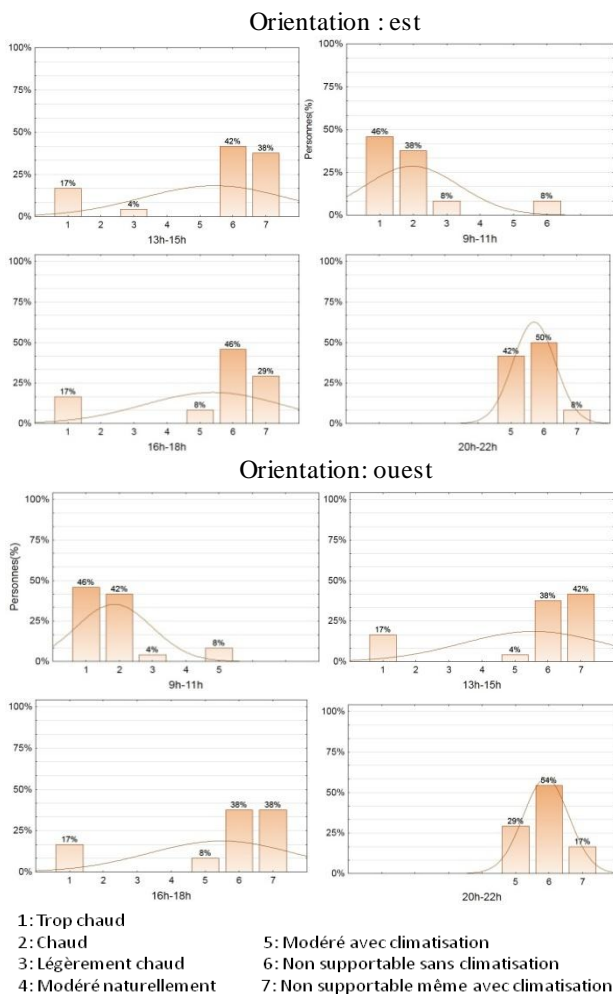 Orientation : est
100%
75%
50%
25%
0%
17%
4%
42%
38%
1 2 3 4 5 6 7
13h-15h
Personnes(%)
100%
75%
50%
25%
0%
46%
38%
8%
8%
1 2 3 4 5 6
9h-11h
100%
75%
50%
25%
0%
17%
8%
46%
29%
1 2 3 4 5 6 7
16h-18h
100%
75%
50%
25%
0%
42%
50%
8%
5 6 7
20h-22h
Orientation: ouest
Personnes(%)
100%
75%
50%
25%
0%
46%
42%
4%
8%
1 2 3 4 5
9h-11h
100%
75%
50%
25%
0%
17%
4%
38%
42%
1 2 3 4 5 6 7
13h-15h
100%
75%
50%
25%
0%
17%
8%
38%
38%
1 2 3 4 5 6 7
16h-18h
100%
75%
50%
25%
0%
29%
54%
17%
5 6 7
20h-22h
1: Trop chaud
2: Chaud
3: Légèrement chaud
4: Modéré naturellement
5: Modéré avec climatisation
6: Non supportable sans climatisation
7: Non supportable même avec climatisation